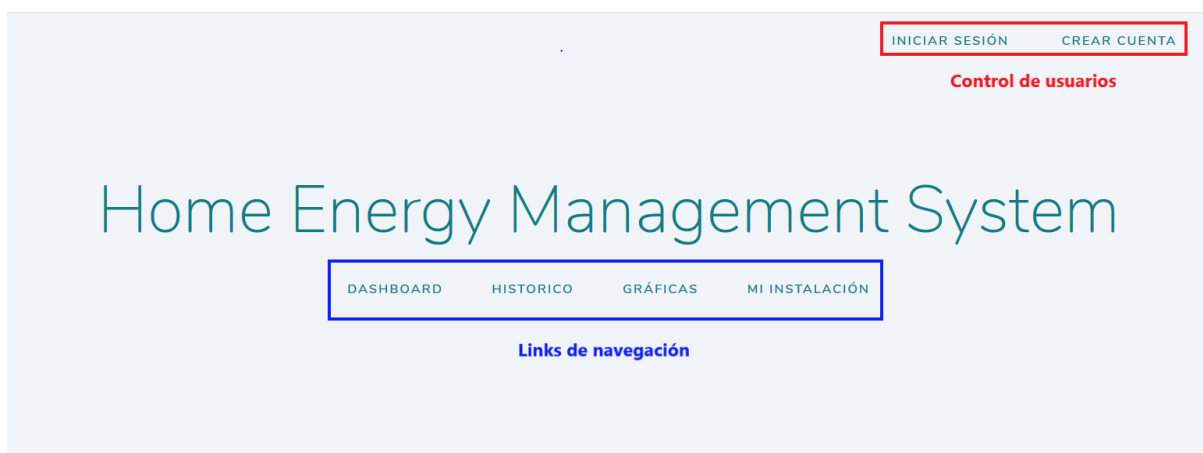 INICIAR SESIÓN CREAR CUENTA
Control de usuarios
Home Energy Management System
DASHBOARD HISTORICO GRÁFICAS MI INSTALACIÓN
Links de navegación